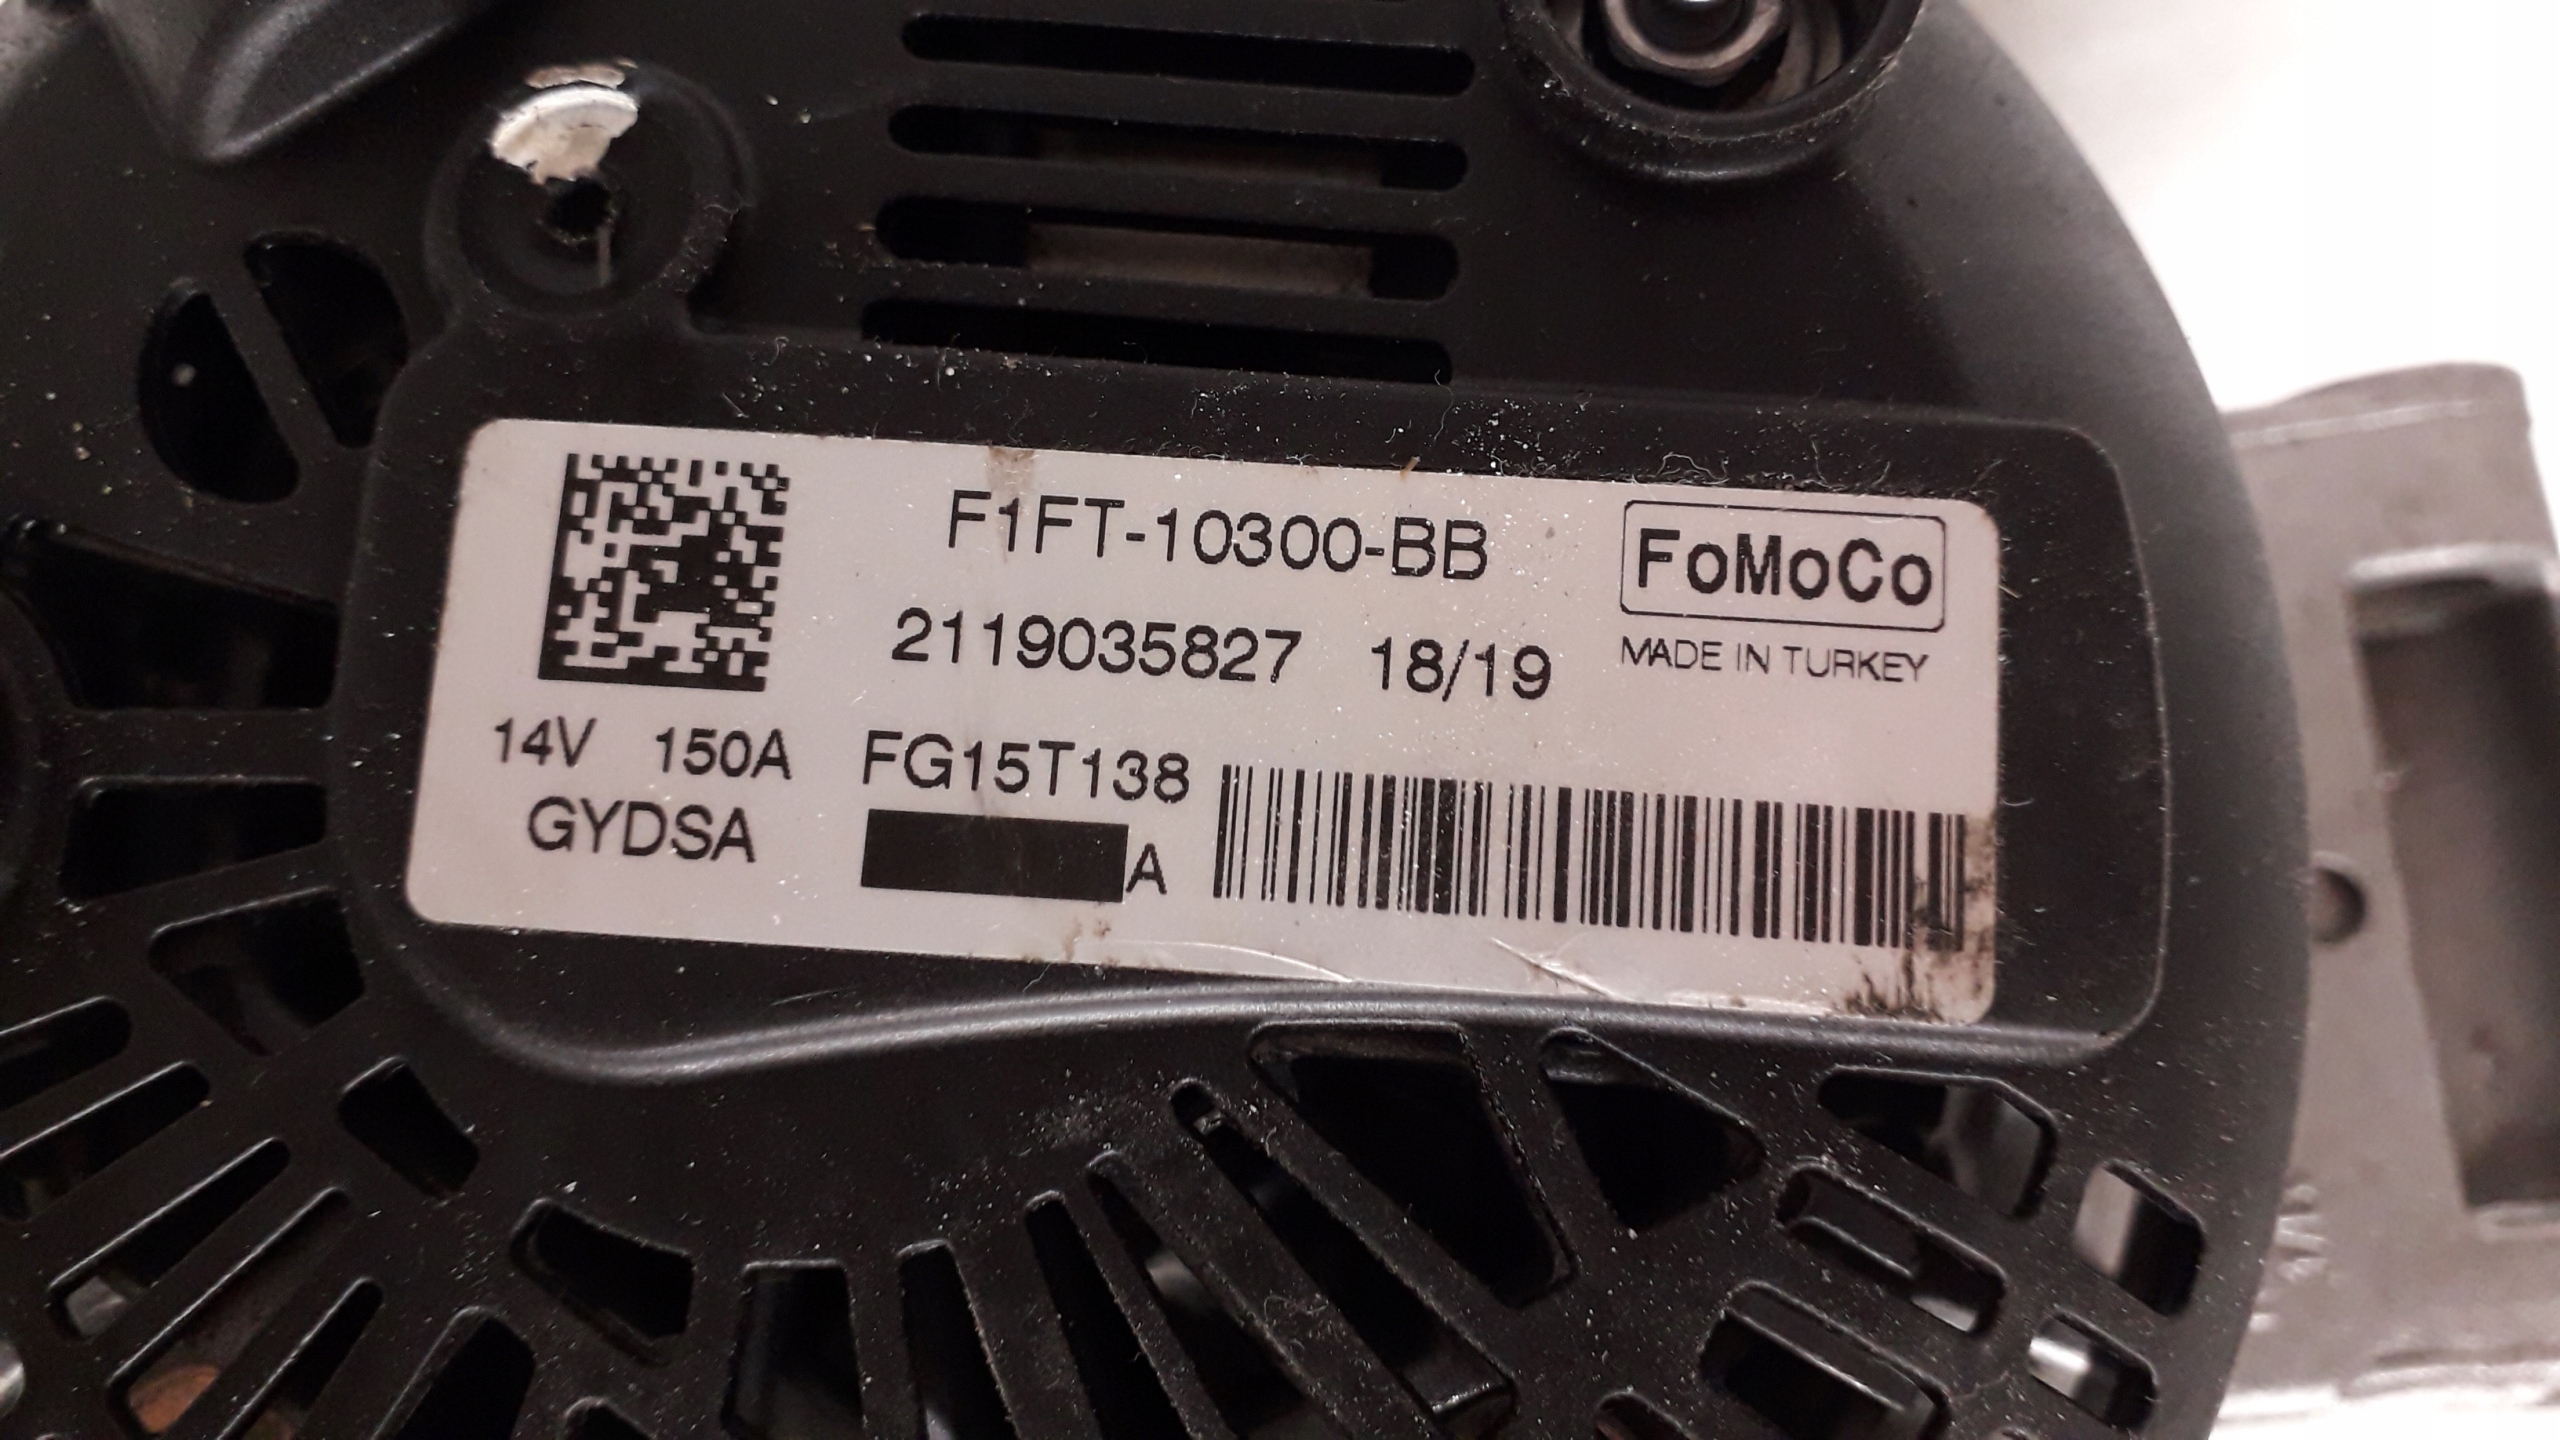 F1FT-10300-BB
FoMoCo
2119035827 18/19
MADE IN TURKEY
14V 150A FG15T138
GYDSA
A